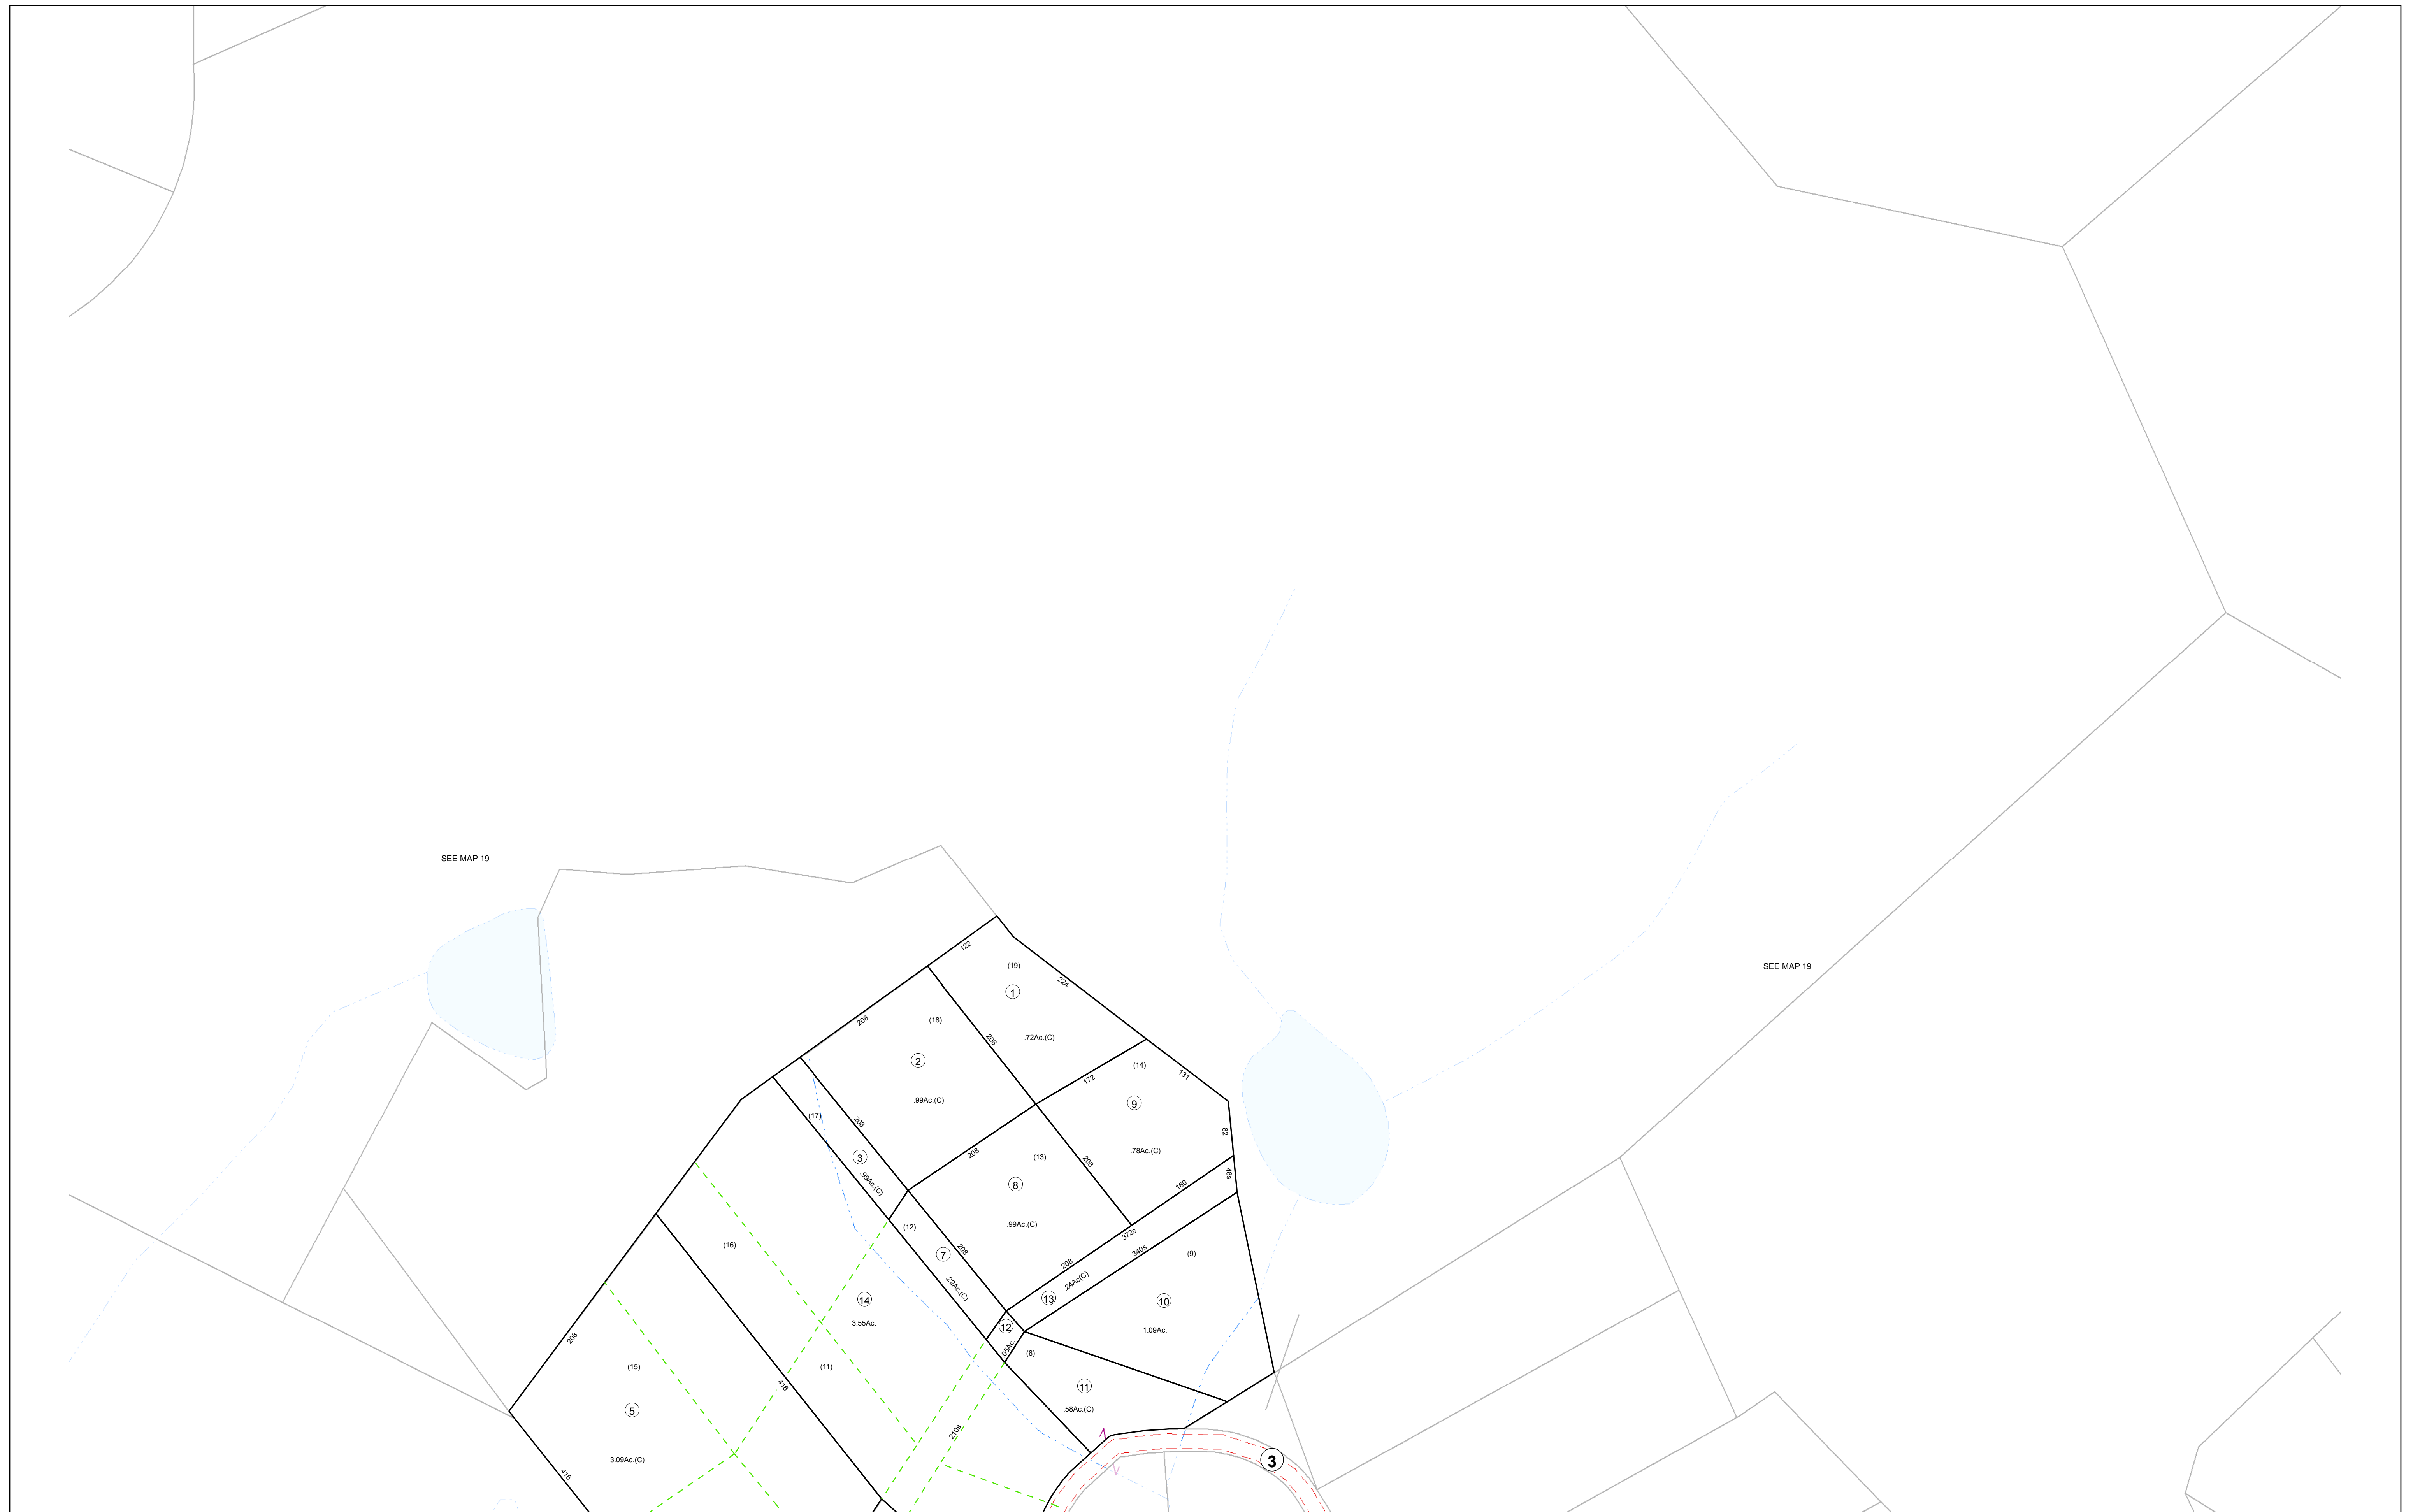 SEE MAP 19
122
(19)
224
1
SEE MAP 19
208
(18)
208
.72Ac.(C)
2
172
(14)
131
.99Ac.(C)
9
(17)
208
82
3
208
(13)
208
.78Ac.(C)
.99Ac.(C)
8
160
48s
(12)
.99Ac.(C)
372s
(16)
7
208
208
340s
(9)
.22Ac.(C)
13
.24Ac(C)
14
10
3.55Ac.
12
1.09Ac.
208
.05Ac.
(8)
(15)
(11)
416
11
5
.58Ac.(C)
210s
3.09Ac.(C)
3
416